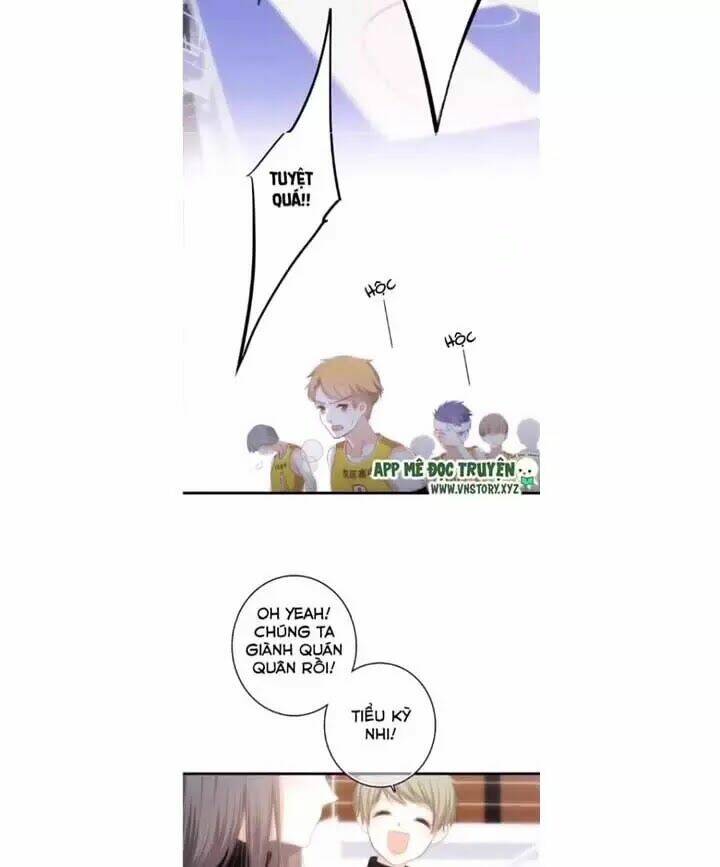 TUYỆT
QUÁ!!
HỘC
HỘC
APP MÊ ĐỌC TRUYỆN
WWW.VNSTORY.XYZ
OH YEAH!
CHÚNG TA
GIÀNH QUÁN
QUÂN RỒI!
TIỂU KỸ
NHI!